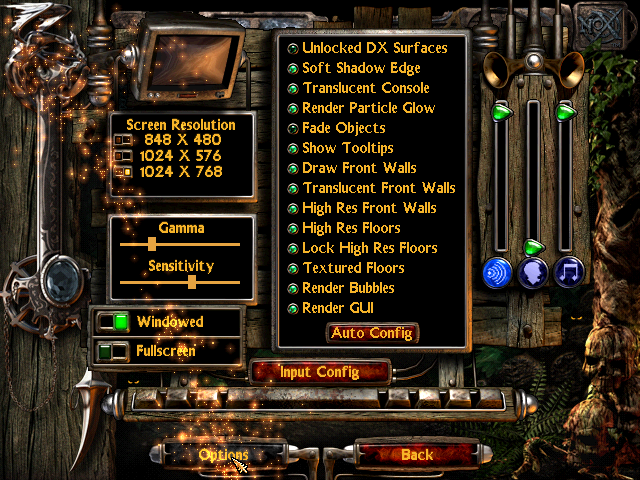 NOX
Screen Resolution
848 X 480
1024 X 576
1024 X 768
Gamma
Sensitivity
Windowed
Fullscreen
Unlocked DX Surfaces
Soft Shadow Edge
Translucent Console
Render Particle Glow
Fade Objects
Show Tooltips
Draw Front Walls
Translucent Front Walls
High Res Front Walls
High Res Floors
Lock High Res Floors
Textured Floors
Render Bubbles
Render GUI
Auto Config
Input Config
Options
Back